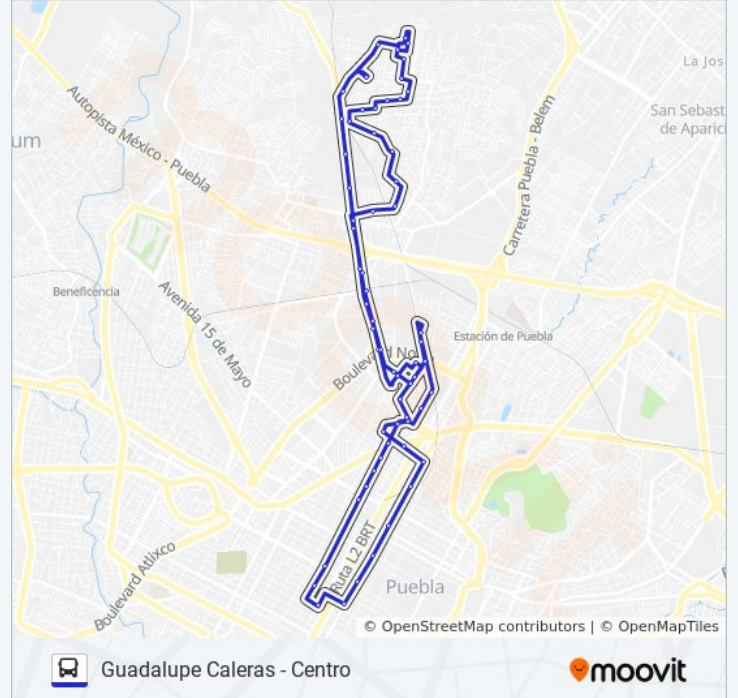 La Jos
San Sebast
de Aparici
um
Autopista México - Puebla
Carretera Puebla - Belem
Beneficencia
Avenida 15 de Mayo
Estación de Puebla
Boulevard No
Ruta L2 BRT
Boulevard Atlixco
Puebla
© OpenStreetMap contributors | © OpenMapTiles
Guadalupe Caleras - Centro
moovit